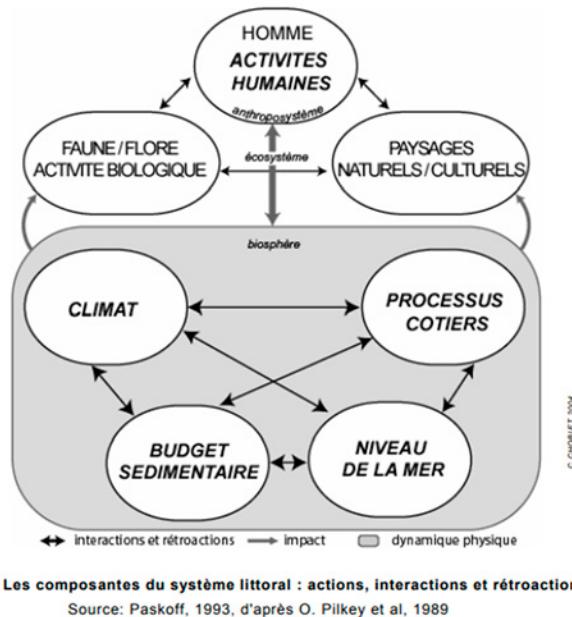 HOMME
ACTIVITES
HUMAINES
anthroposystème
FAUNE/FLORE
ACTIVITE BIOLOGIQUE
écosystème
PAYSAGES
NATURELS/CULTURELS
biosphère
CLIMAT
PROCESSUS
COTIERS
BUDGET
SEDIMENTAIRE
NIVEAU
DE LA MER
interactions et rétroactions impact dynamique physique
C. CHOBLET 2004
Les composantes du système littoral : actions, interactions et rétroaction
Source: Paskoff, 1993, d'après O. Pilkey et al, 1989